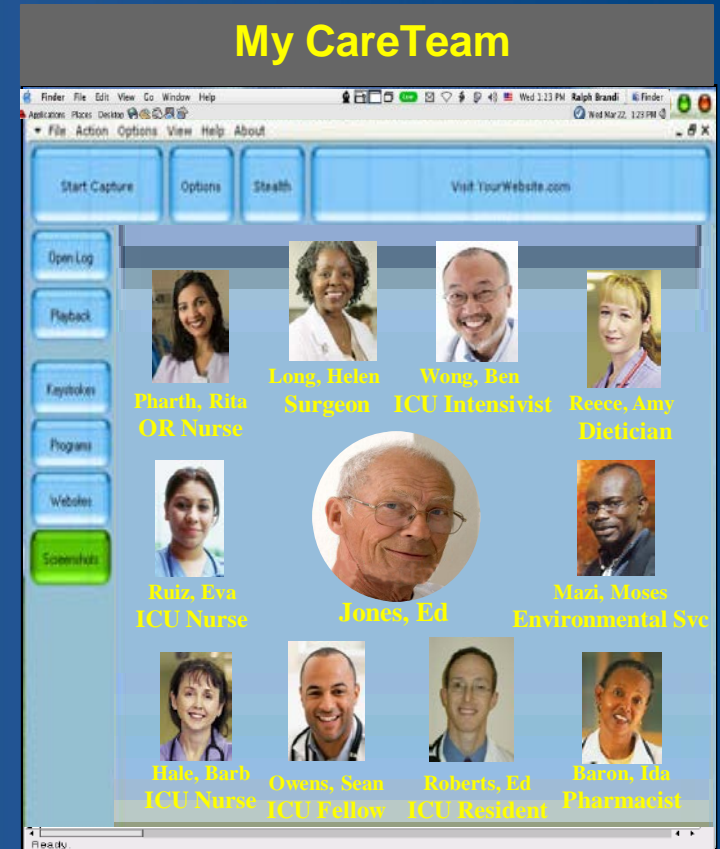 My CareTeam
Finder File Edit View Go Window Help Wed 1:23 PM Ralph Brandi Finder
Applications Places Desktop Wed Mar 22, 1:23 PM
File Action Options View Help About
Start Capture Options Stealth Visit YourWebsite.com
Open Log
Playback
Keystrokes
Programs
Websites
Screenshots
Pharth, Rita
OR Nurse
Long, Helen
Surgeon
Wong, Ben
ICU Intensivist
Reece, Amy
Dietician
Ruiz, Eva
ICU Nurse
Jones, Ed
Mazi, Moses
Environmental Svc
Hale, Barb
ICU Nurse
Owens, Sean
ICU Fellow
Roberts, Ed
ICU Resident
Baron, Ida
Pharmacist
Ready.